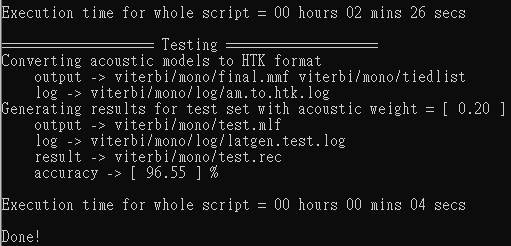 Execution time for whole script = 00 hours 02 mins 26 secs
==================== Testing ====================
Converting acoustic models to HTK format
output -> viterbi/mono/final.mmf viterbi/mono/tiedlist
log -> viterbi/mono/log/am.to.htk.log
Generating results for test set with acoustic weight = [ 0.20 ]
output -> viterbi/mono/test.mlf
log -> viterbi/mono/log/latgen.test.log
result -> viterbi/mono/test.rec
accuracy -> [ 96.55 ] %
Execution time for whole script = 00 hours 00 mins 04 secs
Done!